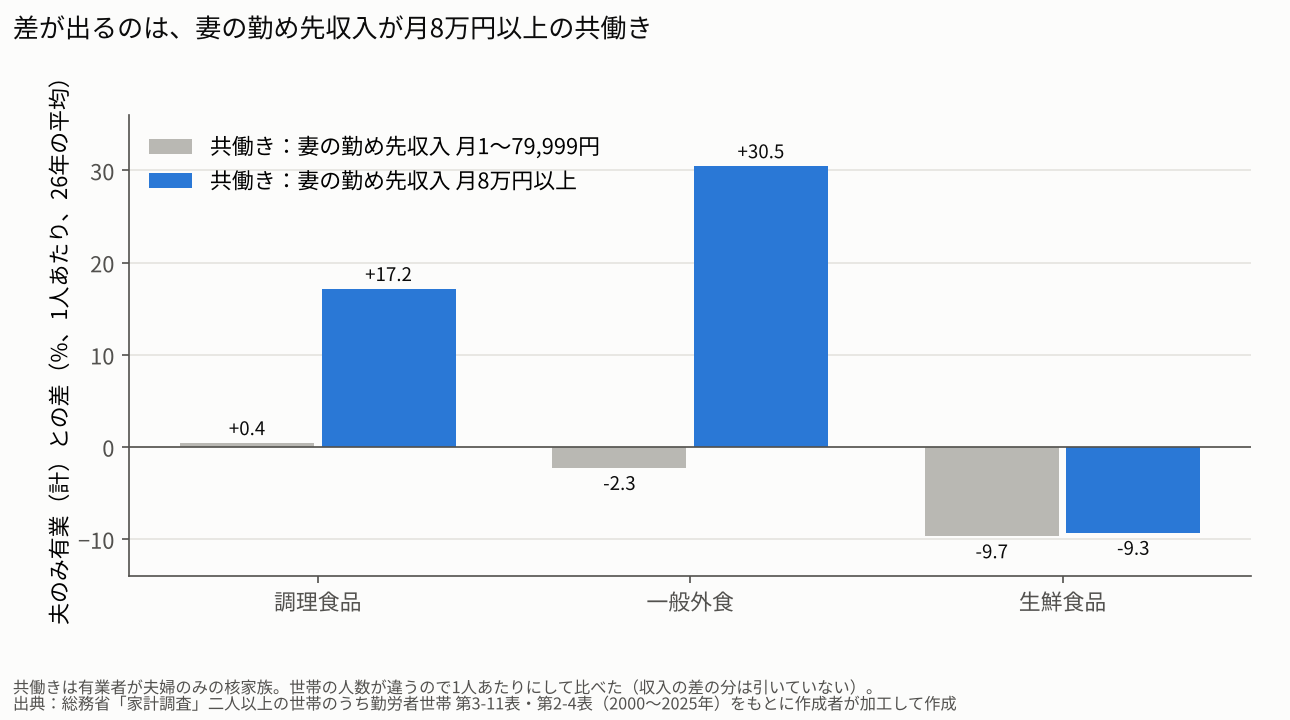 差が出るのは、妻の勤め先収入が月8万円以上の共働き
夫のみ有業（計）との差（%、1人あたり、26年の平均）
共働き：妻の勤め先収入 月1～79,999円
共働き：妻の勤め先収入 月8万円以上
30
20
10
0
−10
+0.4
+17.2
-2.3
+30.5
-9.7
-9.3
調理食品
一般外食
生鮮食品
共働きは有業者が夫婦のみの核家族。世帯の人数が違うので1人あたりにして比べた（収入の差の分は引いていない）。
出典：総務省「家計調査」二人以上の世帯のうち勤労者世帯 第3-11表・第2-4表（2000～2025年）をもとに作成者が加工して作成